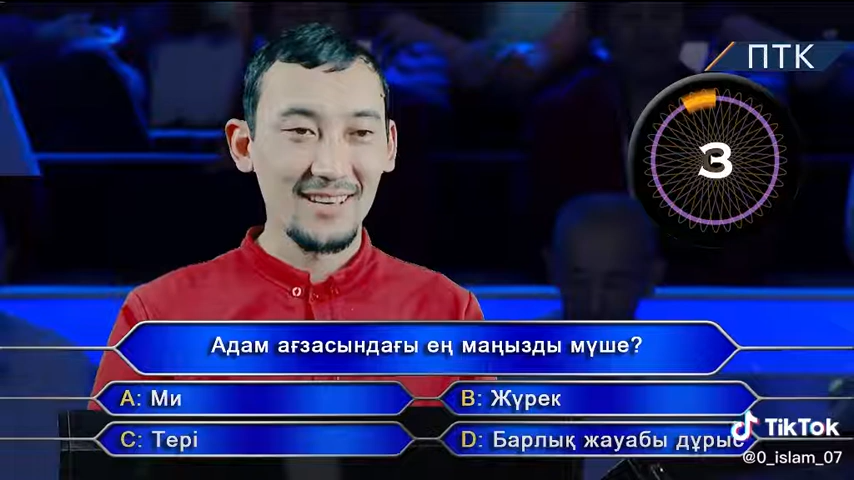 ПТК
3
Адам ағзасындағы ең маңызды мүше?
A: Ми
B: Жүрек
C: Тері
D: Барлық жауабы дұрыс
TikTok
@0_islam_07